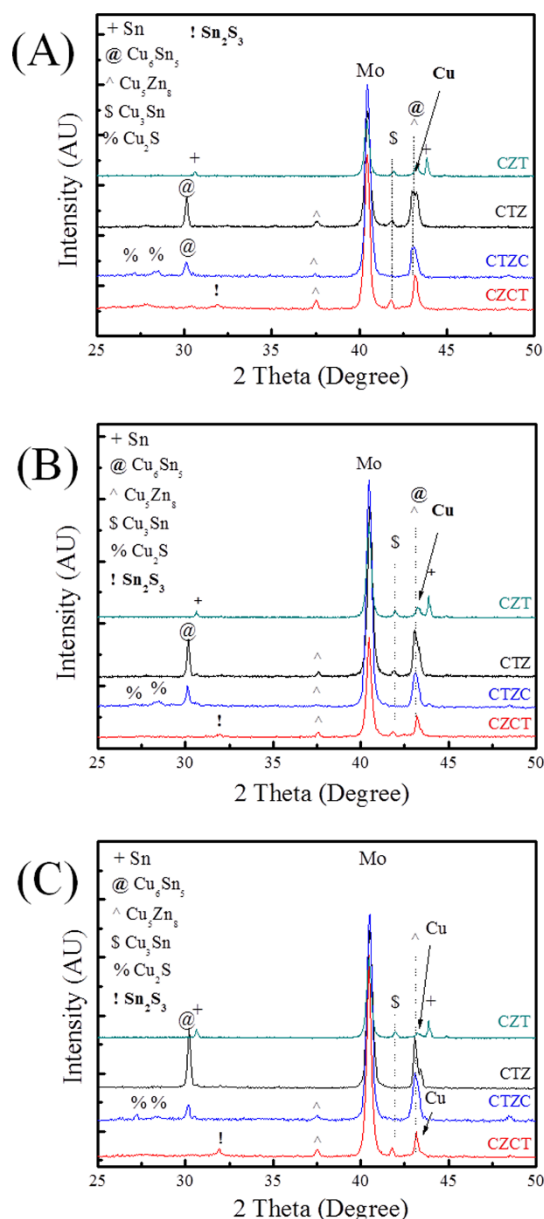 (A)
+ Sn ! Sn₂S₃
@ Cu₆Sn₅
^ Cu₅Zn₈
$ Cu₃Sn
% Cu₂S
Mo
Cu
@
^
$
+
+
CZT
@
^
CTZ
% % @ ^
CTZC
! ^
CZCT
Intensity (AU)
25 30 35 40 45 50
2 Theta (Degree)
(B)
+ Sn
@ Cu₆Sn₅
^ Cu₅Zn₈
$ Cu₃Sn
% Cu₂S
! Sn₂S₃
Mo
@
^
Cu
$
+
+
CZT
@
^
CTZ
% % ^
CTZC
! ^
CZCT
Intensity (AU)
25 30 35 40 45 50
2 Theta (Degree)
(C)
+ Sn
@ Cu₆Sn₅
^ Cu₅Zn₈
$ Cu₃Sn
% Cu₂S
! Sn₂S₃
Mo
^
Cu
$
+
+
CZT
@
CTZ
% % ^
CTZC
Cu
! ^
CZCT
Intensity (AU)
25 30 35 40 45 50
2 Theta (Degree)